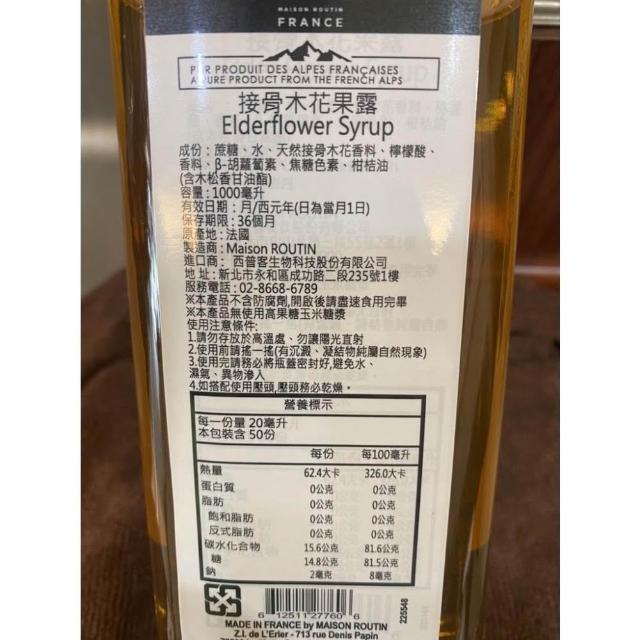 MAISON ROUTIN
FRANCE
PUR PRODUIT DES ALPES FRANÇAISES
A PURE PRODUCT FROM THE FRENCH ALPS
接骨木花果露
Elderflower Syrup
成份：蔗糖、水、天然接骨木花香料、檸檬酸、
香料、β-胡蘿蔔素、焦糖色素、柑桔油
(含木松香甘油酯)
容量：1000毫升
有效日期：月/西元年(日為當月1日)
保存期限：36個月
原產地：法國
製造商：Maison ROUTIN
進口商： 西普客生物科技股份有限公司
地 址：新北市永和區成功路二段235號1樓
服務電話：02-8668-6789
※本產品不含防腐劑,開啟後請盡速食用完畢
※本產品無使用高果糖玉米糖漿
使用注意條件:
1.請勿存放於高溫處、勿讓陽光直射
2.使用前請搖一搖(有沉澱、凝結物純屬自然現象)
3.使用完請務必將瓶蓋密封好,避免水、
濕氣、異物滲入
4.如搭配使用壓頭,壓頭務必乾燥。
營養標示
每一份量 20毫升
本包裝含 50份
每份 每100毫升
熱量 62.4大卡 326.0大卡
蛋白質 0公克 0公克
脂肪 0公克 0公克
飽和脂肪 0公克 0公克
反式脂肪 0公克 0公克
碳水化合物 15.6公克 81.6公克
糖 14.8公克 81.5公克
鈉 2毫克 8毫克
6 12511 27760 6
225548
MADE IN FRANCE by MAISON ROUTIN
Z.I. de L'Erier - 713 rue Denis Papin